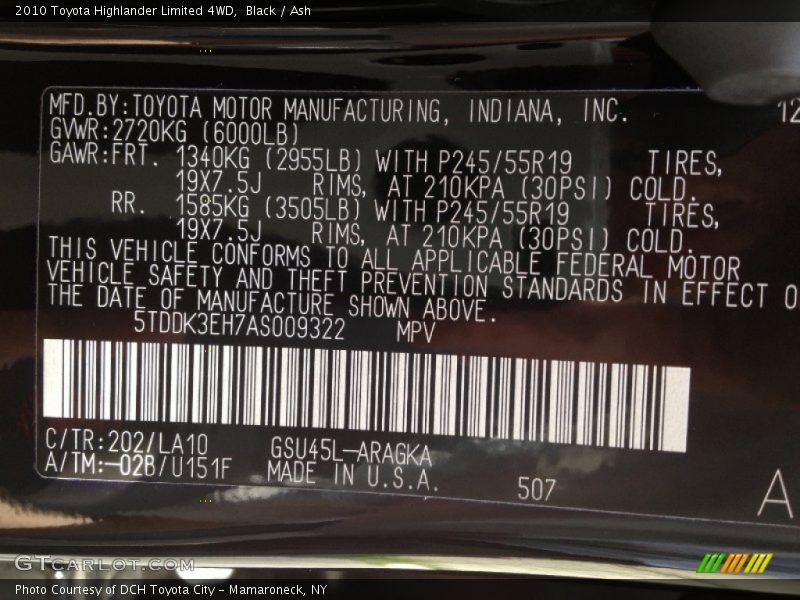 2010 Toyota Highlander Limited 4WD, Black / Ash
MFD.BY:TOYOTA MOTOR MANUFACTURING, INDIANA, INC. 12
GVWR:2720KG (6000LB)
GAWR:FRT. 1340KG (2955LB) WITH P245/55R19 TIRES,
19X7.5J RIMS, AT 210KPA (30PSI) COLD.
RR. 1585KG (3505LB) WITH P245/55R19 TIRES,
19X7.5J RIMS, AT 210KPA (30PSI) COLD.
THIS VEHICLE CONFORMS TO ALL APPLICABLE FEDERAL MOTOR
VEHICLE SAFETY AND THEFT PREVENTION STANDARDS IN EFFECT O
THE DATE OF MANUFACTURE SHOWN ABOVE.
5TDDK3EH7AS009322 MPV
C/TR:202/LA10 GSU45L-ARAGKA
A/TM:-02B/U151F MADE IN U.S.A.
507
A
GTCARLOT.COM
Photo Courtesy of DCH Toyota City - Mamaroneck, NY